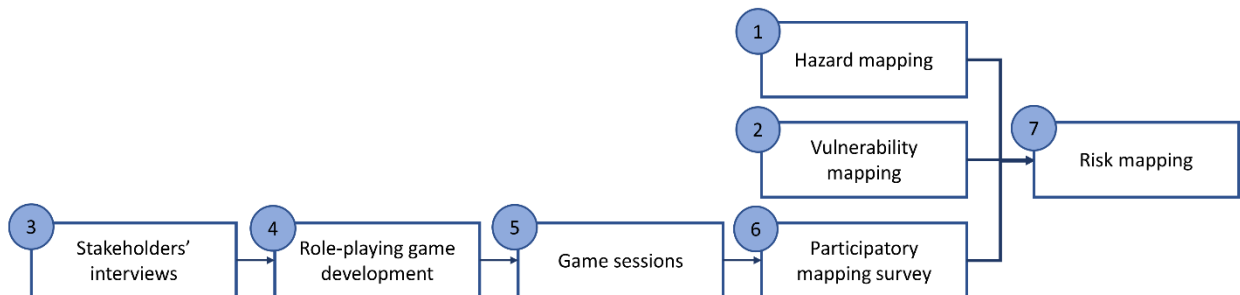 1
Hazard mapping
2
Vulnerability
mapping
7
Risk mapping
3
Stakeholders'
interviews
4
Role-playing game
development
5
Game sessions
6
Participatory
mapping survey